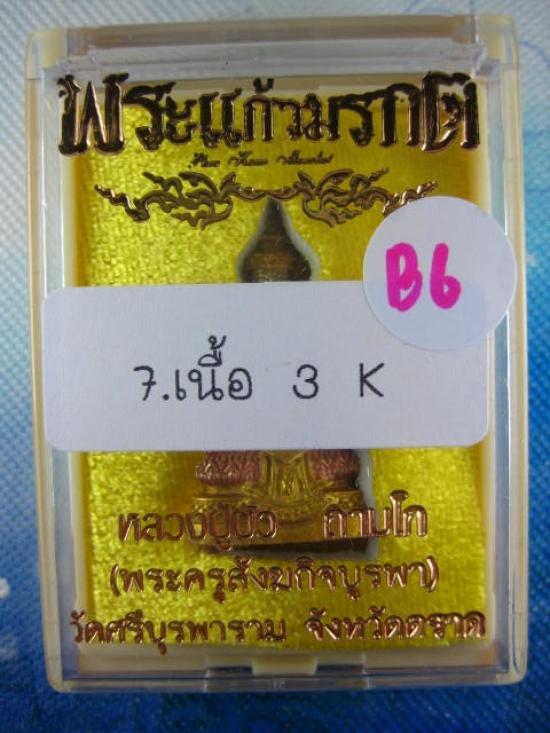 พระแก้วมรกต
B6
7.เนื้อ 3 K
หลวงปู่บัว ถามโก
(พระครูสังฆกิจบูรพา)
วัดศรีบูรพาราม จังหวัดตราด